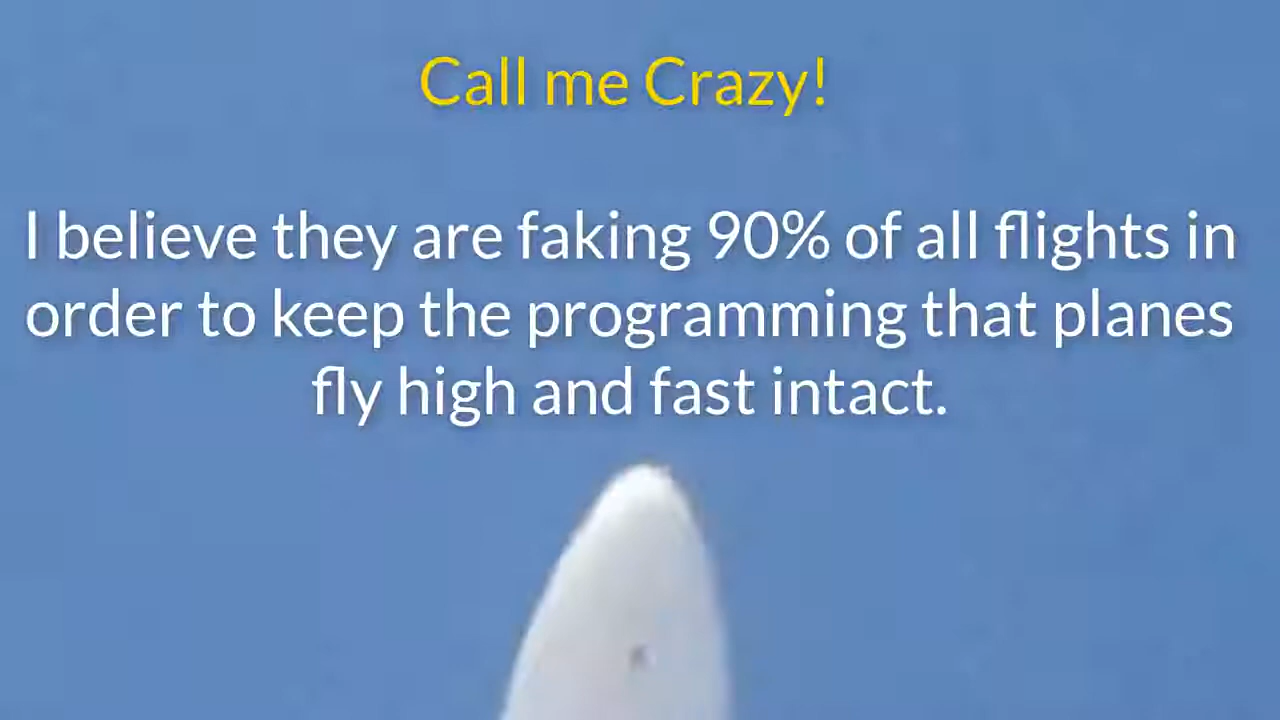 Call me Crazy!
I believe they are faking 90% of all flights in
order to keep the programming that planes
fly high and fast intact.